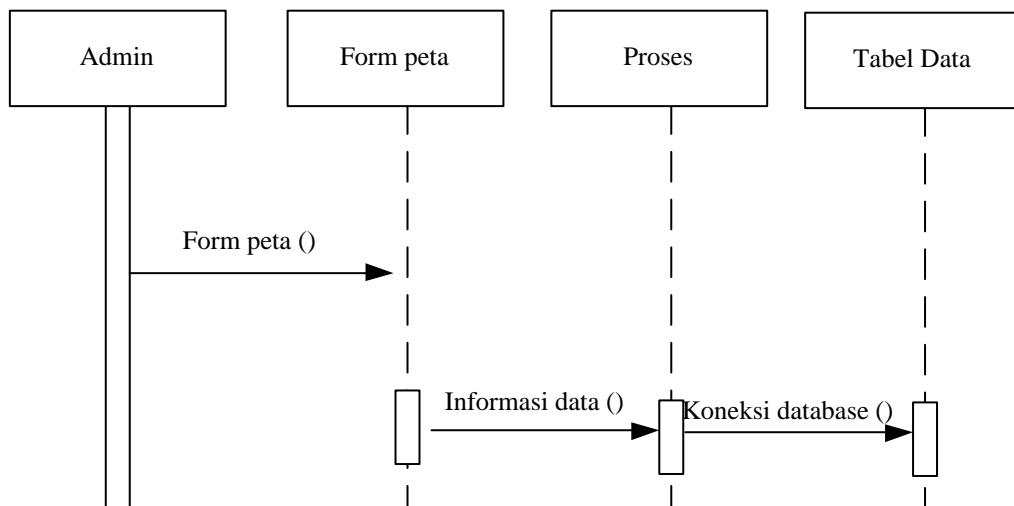 Admin
Form peta
Proses
Tabel Data
Form peta ()
Informasi data ()
Koneksi database ()